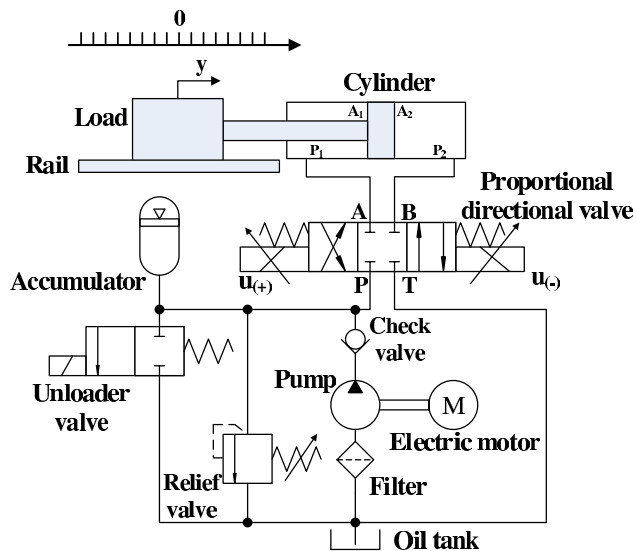 0
y
Cylinder
Load
A1
A2
P1
P2
Rail
Proportional
directional valve
A
B
Accumulator
u(+)
P
T
u(-)
Check
valve
Unloader
valve
Pump
M
Electric motor
Relief
valve
Filter
Oil tank